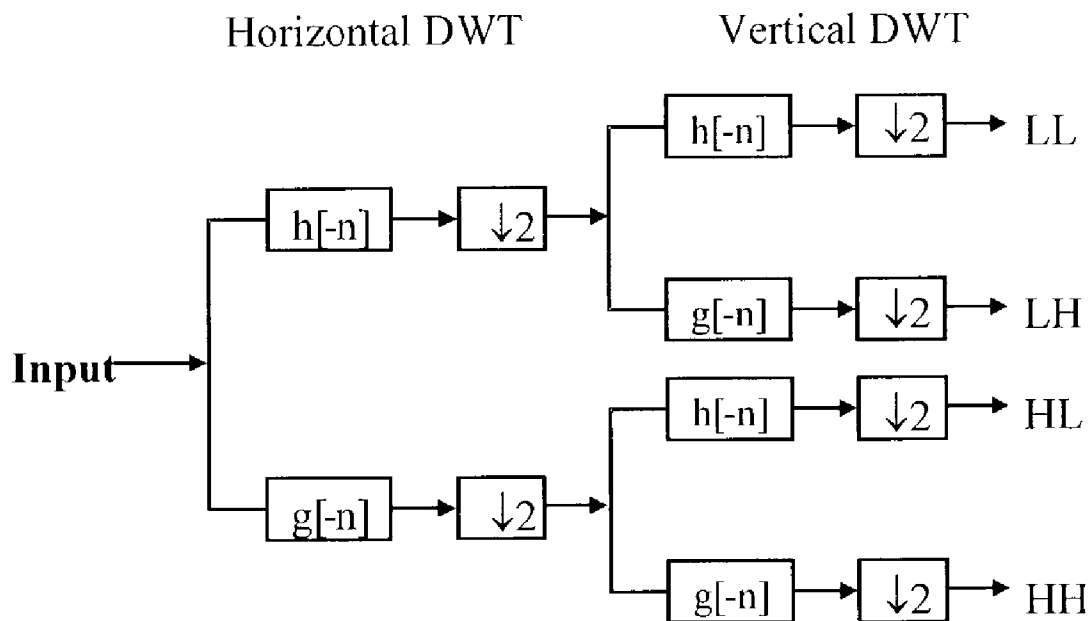 Horizontal DWT Vertical DWT
h[-n] ↓2 LL
h[-n] ↓2
g[-n] ↓2 LH
Input
h[-n] ↓2 HL
g[-n] ↓2
g[-n] ↓2 HH